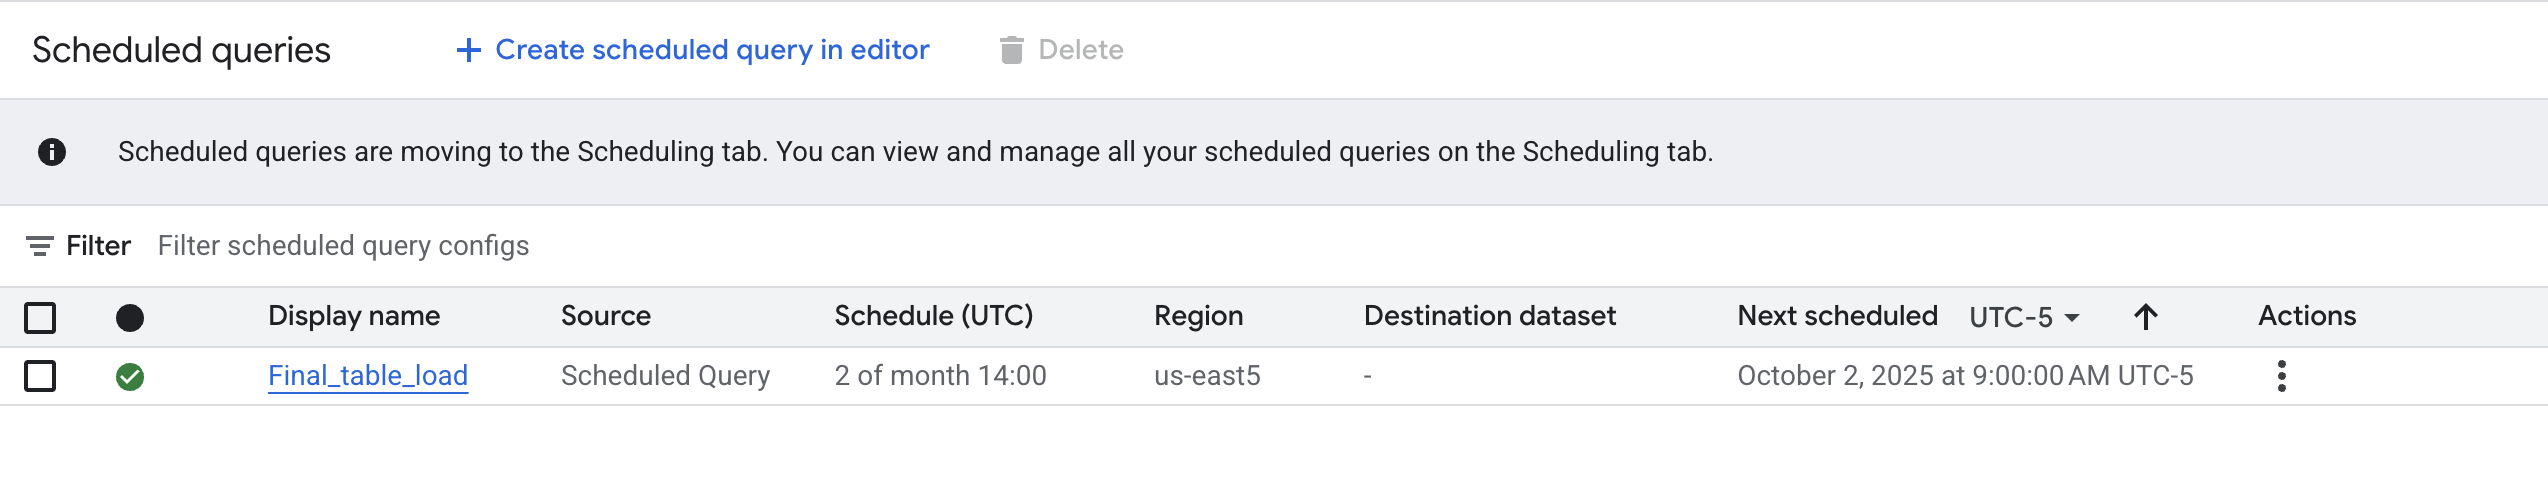 Scheduled queries + Create scheduled query in editor Delete
Scheduled queries are moving to the Scheduling tab. You can view and manage all your scheduled queries on the Scheduling tab.
Filter Filter scheduled query configs
Display name Source Schedule (UTC) Region Destination dataset Next scheduled UTC-5 Actions
Final_table_load Scheduled Query 2 of month 14:00 us-east5 - October 2, 2025 at 9:00:00 AM UTC-5